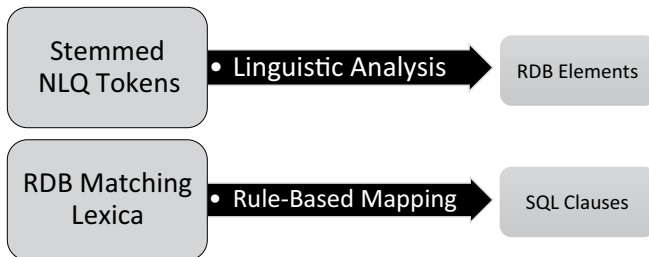 Stemmed
NLQ Tokens
• Linguistic Analysis
RDB Elements
RDB Matching
Lexica
• Rule-Based Mapping
SQL Clauses